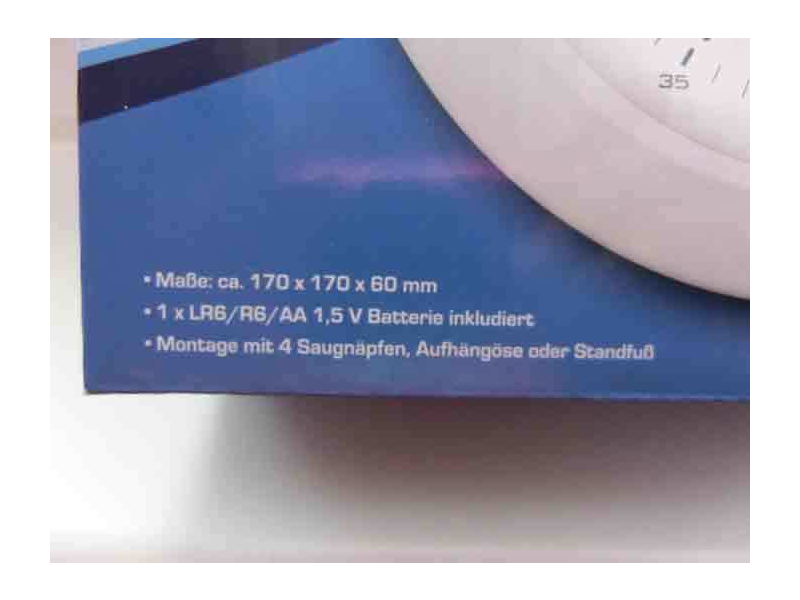 35
• Maße: ca. 170 x 170 x 60 mm
• 1 x LR6/R6/AA 1,5 V Batterie inkludiert
• Montage mit 4 Saugnäpfen, Aufhängöse oder Standfuß